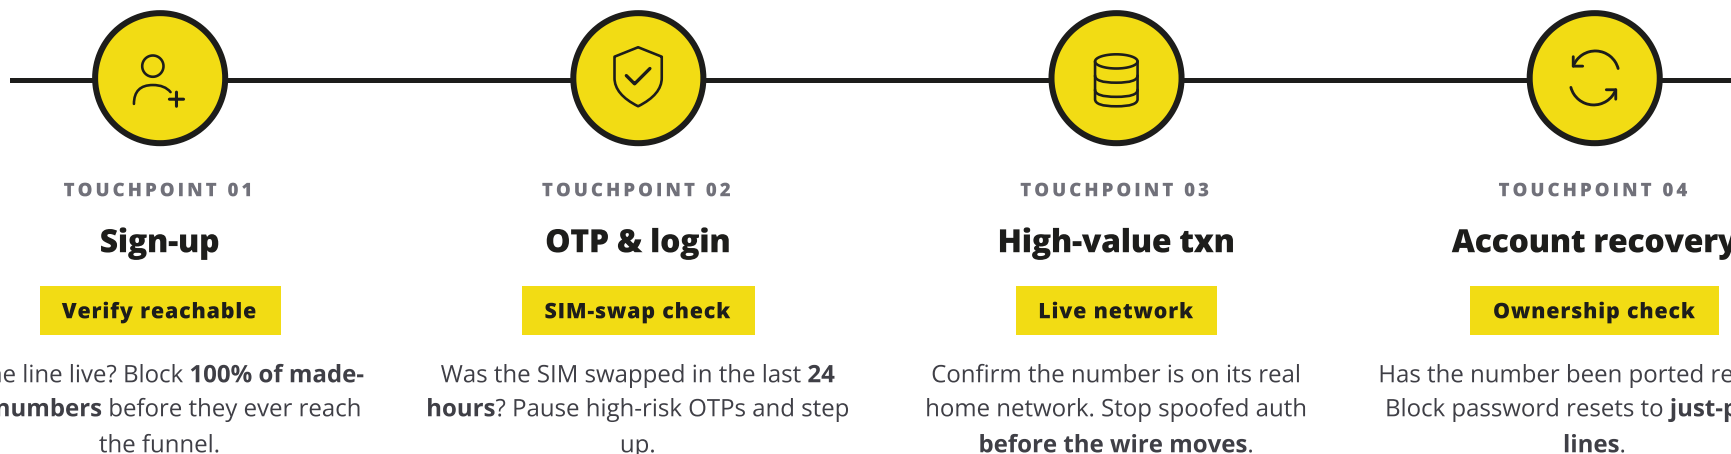 TOUCHPOINT 01
Sign-up
Verify reachable
line live? Block 100% of made-
numbers before they ever reach
the funnel.
TOUCHPOINT 02
OTP & login
SIM-swap check
Was the SIM swapped in the last 24
hours? Pause high-risk OTPs and step
up.
TOUCHPOINT 03
High-value txn
Live network
Confirm the number is on its real
home network. Stop spoofed auth
before the wire moves.
TOUCHPOINT 04
Account recovery
Ownership check
Has the number been ported
Block password resets to
lines.